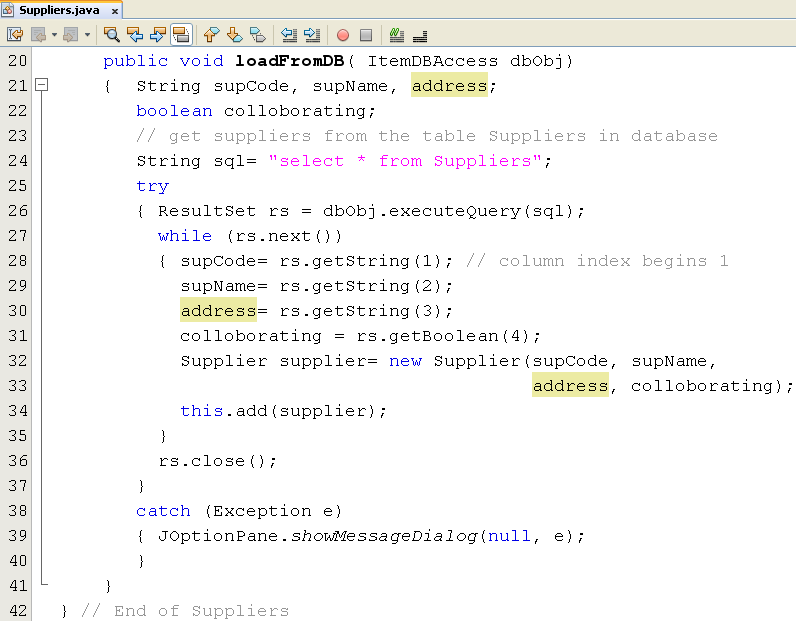 Suppliers.java x
20 public void loadFromDB( ItemDBAccess dbObj)
21 { String supCode, supName, address;
22 boolean colloborating;
23 // get suppliers from the table Suppliers in database
24 String sql= "select * from Suppliers";
25 try
26 { ResultSet rs = dbObj.executeQuery(sql);
27 while (rs.next())
28 { supCode= rs.getString(1); // column index begins 1
29 supName= rs.getString(2);
30 address= rs.getString(3);
31 colloborating = rs.getBoolean(4);
32 Supplier supplier= new Supplier(supCode, supName,
33 address, colloborating);
34 this.add(supplier);
35 }
36 rs.close();
37 }
38 catch (Exception e)
39 { JOptionPane.showMessageDialog(null, e);
40 }
41 }
42 } // End of Suppliers